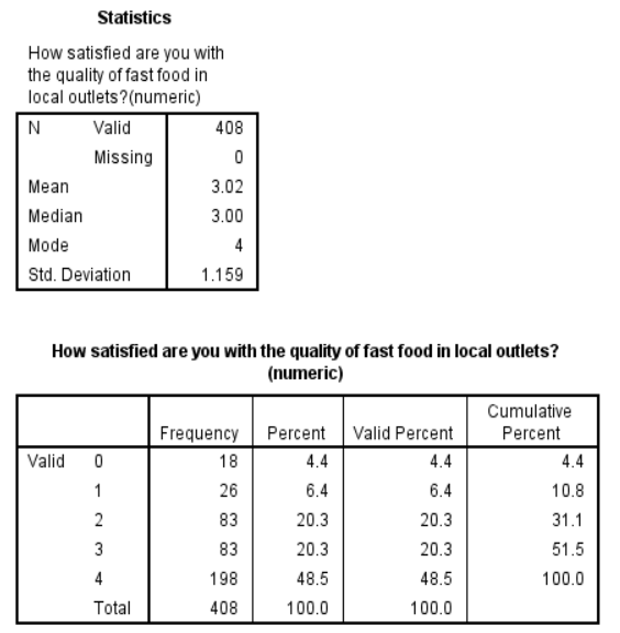 Statistics
How satisfied are you with
the quality of fast food in
local outlets?(numeric)
N Valid 408
Missing 0
Mean 3.02
Median 3.00
Mode 4
Std. Deviation 1.159
How satisfied are you with the quality of fast food in local outlets?
(numeric)
Frequency Percent Valid Percent Cumulative Percent
Valid 0 18 4.4 4.4 4.4
1 26 6.4 6.4 10.8
2 83 20.3 20.3 31.1
3 83 20.3 20.3 51.5
4 198 48.5 48.5 100.0
Total 408 100.0 100.0